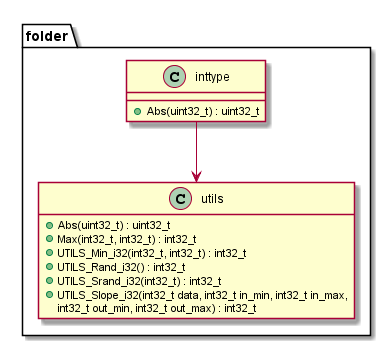 folder
C inttype
Abs(uint32_t) : uint32_t
C utils
Abs(uint32_t) : uint32_t
Max(int32_t, int32_t) : int32_t
UTILS_Min_i32(int32_t, int32_t) : int32_t
UTILS_Rand_i32() : int32_t
UTILS_Srand_i32(int32_t) : int32_t
UTILS_Slope_i32(int32_t data, int32_t in_min, int32_t in_max,
int32_t out_min, int32_t out_max) : int32_t